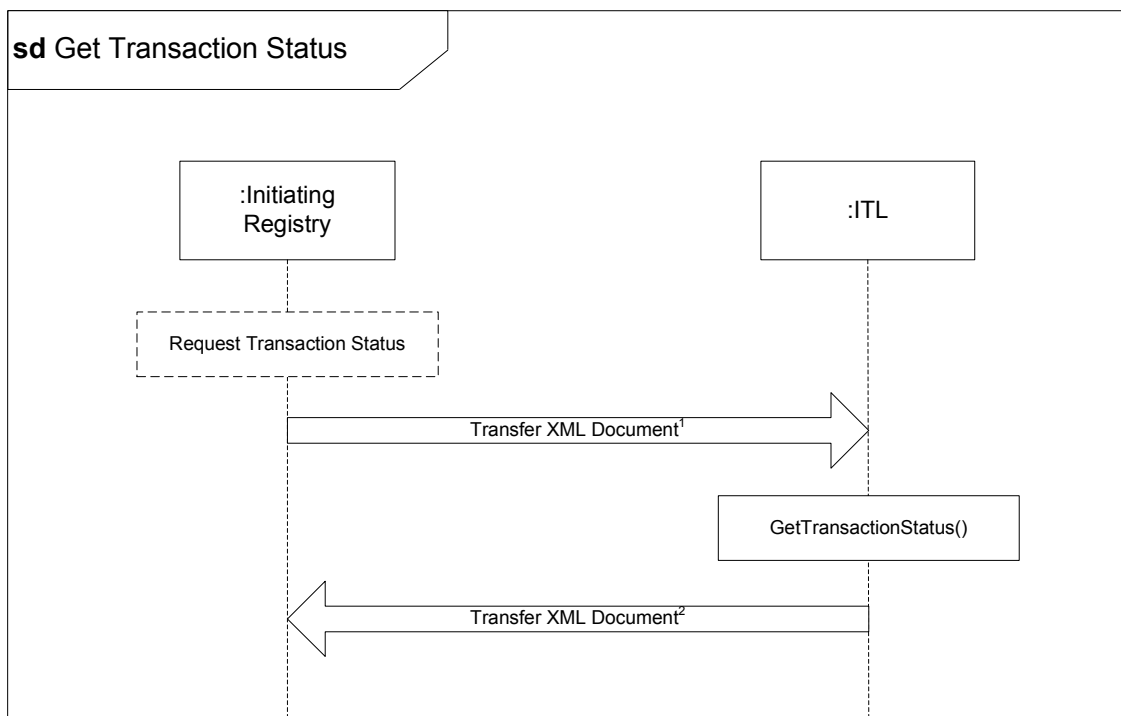 sd Get Transaction Status
:Initiating
Registry
:ITL
Request Transaction Status
Transfer XML Document¹
GetTransactionStatus()
Transfer XML Document²